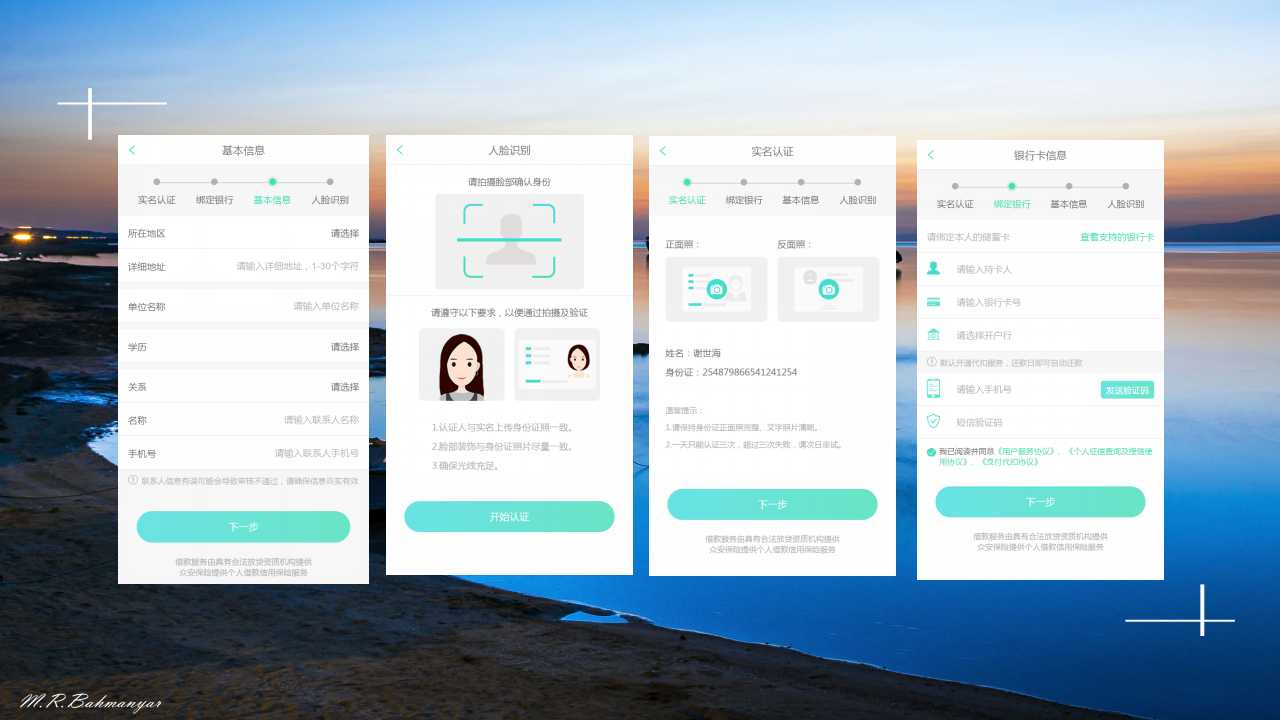 基本信息
实名认证 绑定银行 基本信息 人脸识别
所在地区 请选择
详细地址 请输入详细地址，1-30个字符
单位名称 请输入单位名称
学历 请选择
关系 请选择
名称 请输入联系人名称
手机号 请输入联系人手机号
联系人信息有误可能会导致审核不通过，请确保信息真实有效
下一步
借款服务由具有合法放贷资质机构提供
众安保险提供个人借款信用保险服务
人脸识别
请拍摄脸部确认身份
请遵守以下要求，以便通过拍摄及验证
1.认证人与实名上传身份证照一致。
2.脸部装饰与身份证照片尽量一致。
3.确保光线充足。
开始认证
实名认证
实名认证 绑定银行 基本信息 人脸识别
正面照： 反面照：
姓名：谢世海
身份证：254879866541241254
温馨提示：
1.请保持身份证正面照完整、文字照片清晰。
2.一天只能认证三次，超过三次失败，请次日重试。
下一步
借款服务由具有合法放贷资质机构提供
众安保险提供个人借款信用保险服务
银行卡信息
实名认证 绑定银行 基本信息 人脸识别
请绑定本人的储蓄卡 查看支持的银行卡
请输入持卡人
请输入银行卡号
请选择开户行
默认开通代扣服务，还款日即可自动还款
请输入手机号 发送验证码
短信验证码
我已阅读并同意《用户服务协议》、《个人征信查询及授信使
用协议》、《支付代扣协议》
下一步
借款服务由具有合法放贷资质机构提供
众安保险提供个人借款信用保险服务
M.R.Bahmanyar